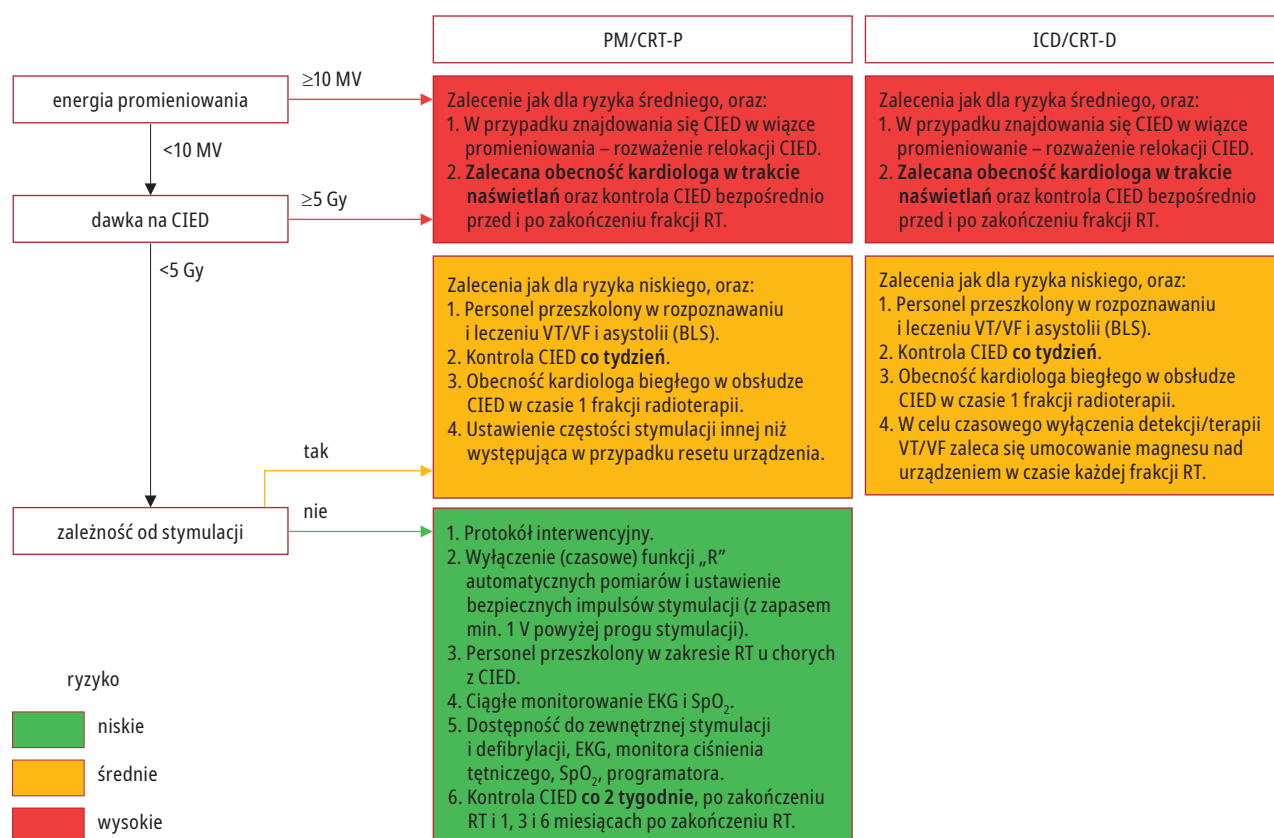 PM/CRT-P
ICD/CRT-D
energia promieniowania
≥10 MV
<10 MV
dawka na CIED
≥5 Gy
<5 Gy
zależność od stymulacji
tak
nie
Zalecenie jak dla ryzyka średniego, oraz:
1. W przypadku znajdowania się CIED w wiązce
promieniowania – rozważenie relokacji CIED.
2. Zalecana obecność kardiologa w trakcie
naświetlań oraz kontrola CIED bezpośrednio
przed i po zakończeniu frakcji RT.
Zalecenia jak dla ryzyka średniego, oraz:
1. W przypadku znajdowania się CIED w wiązce
promieniowanie – rozważenie relokacji CIED.
2. Zalecana obecność kardiologa w trakcie
naświetlań oraz kontrola CIED bezpośrednio
przed i po zakończeniu frakcji RT.
Zalecenia jak dla ryzyka niskiego, oraz:
1. Personel przeszkolony w rozpoznawaniu
i leczeniu VT/VF i asystolii (BLS).
2. Kontrola CIED co tydzień.
3. Obecność kardiologa biegłego w obsłudze
CIED w czasie 1 frakcji radioterapii.
4. Ustawienie częstości stymulacji innej niż
występująca w przypadku resetu urządzenia.
Zalecenia jak dla ryzyka niskiego, oraz:
1. Personel przeszkolony w rozpoznawaniu
i leczeniu VT/VF i asystolii (BLS).
2. Kontrola CIED co tydzień.
3. Obecność kardiologa biegłego w obsłudze
CIED w czasie 1 frakcji radioterapii.
4. W celu czasowego wyłączenia detekcji/terapii
VT/VF zaleca się umocowanie magnesu nad
urządzeniem w czasie każdej frakcji RT.
1. Protokół interwencyjny.
2. Wyłączenie (czasowe) funkcji „R”
automatycznych pomiarów i ustawienie
bezpiecznych impulsów stymulacji (z zapasem
min. 1 V powyżej progu stymulacji).
3. Personel przeszkolony w zakresie RT u chorych
z CIED.
4. Ciągłe monitorowanie EKG i SpO₂.
5. Dostępność do zewnętrznej stymulacji
i defibrylacji, EKG, monitora ciśnienia
tętniczego, SpO₂, programatora.
6. Kontrola CIED co 2 tygodnie, po zakończeniu
RT i 1, 3 i 6 miesiącach po zakończeniu RT.
ryzyko
niskie
średnie
wysokie